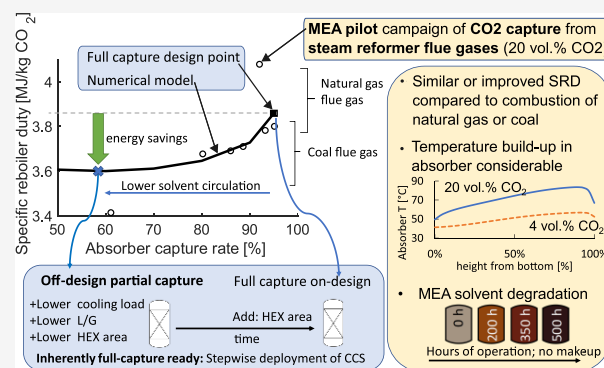 MEA pilot campaign of CO2 capture from
steam reformer flue gases (20 vol.% CO2)
Specific reboiler duty [MJ/kg CO2]
4
3.8
3.6
3.4
50 60 70 80 90 100
Absorber capture rate [%]
Full capture design point
Numerical model
Natural gas
flue gas
Coal flue gas
energy savings
Lower solvent circulation
Off-design partial capture
Full capture on-design
+Lower cooling load
+Lower L/G
+Lower HEX area
Add: HEX area
time
Inherently full-capture ready: Stepwise deployment of CCS
• Similar or improved SRD
compared to combustion of
natural gas or coal
• Temperature build-up in
absorber considerable
Absorber T [°C]
90
70
50
30
20 vol.% CO2
4 vol.% CO2
0% 50% 100%
height from bottom [%]
• MEA solvent degradation
0 h
200 h
350 h
500 h
Hours of operation; no makeup